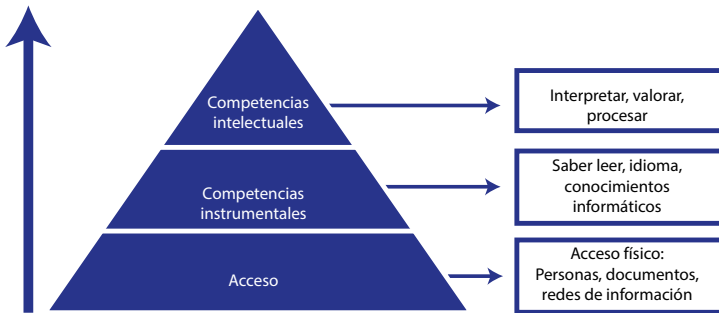 Competencias
intelectuales
Interpretar, valorar,
procesar
Competencias
instrumentales
Saber leer, idioma,
conocimientos
informáticos
Acceso
Acceso físico:
Personas, documentos,
redes de información